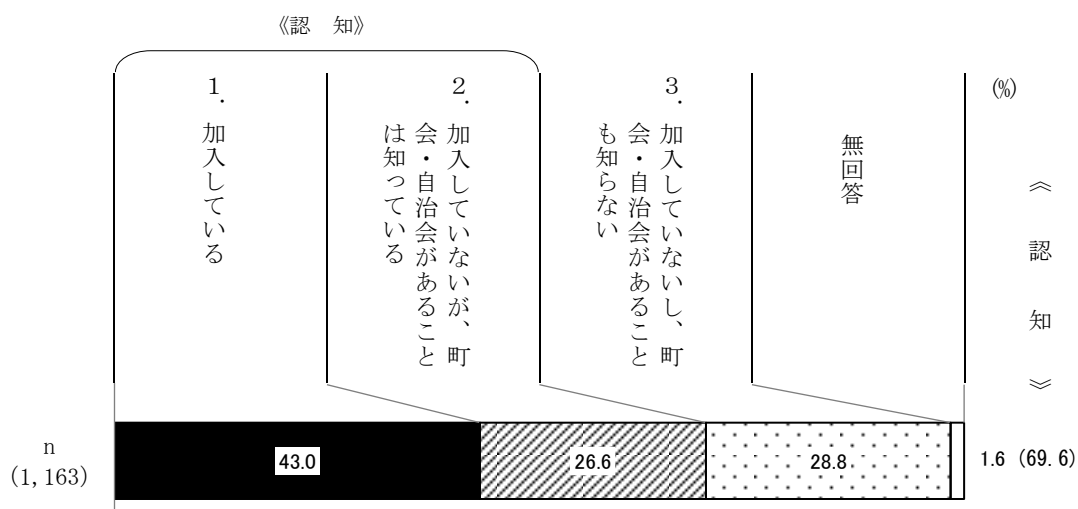 《認　知》
1．加入している
2．加入していないが、町
会・自治会があること
は知っている
3．加入していないし、町
会・自治会があること
も知らない
無回答
(%)
《認知》
n
(1,163)
43.0
26.6
28.8
1.6
(69.6)